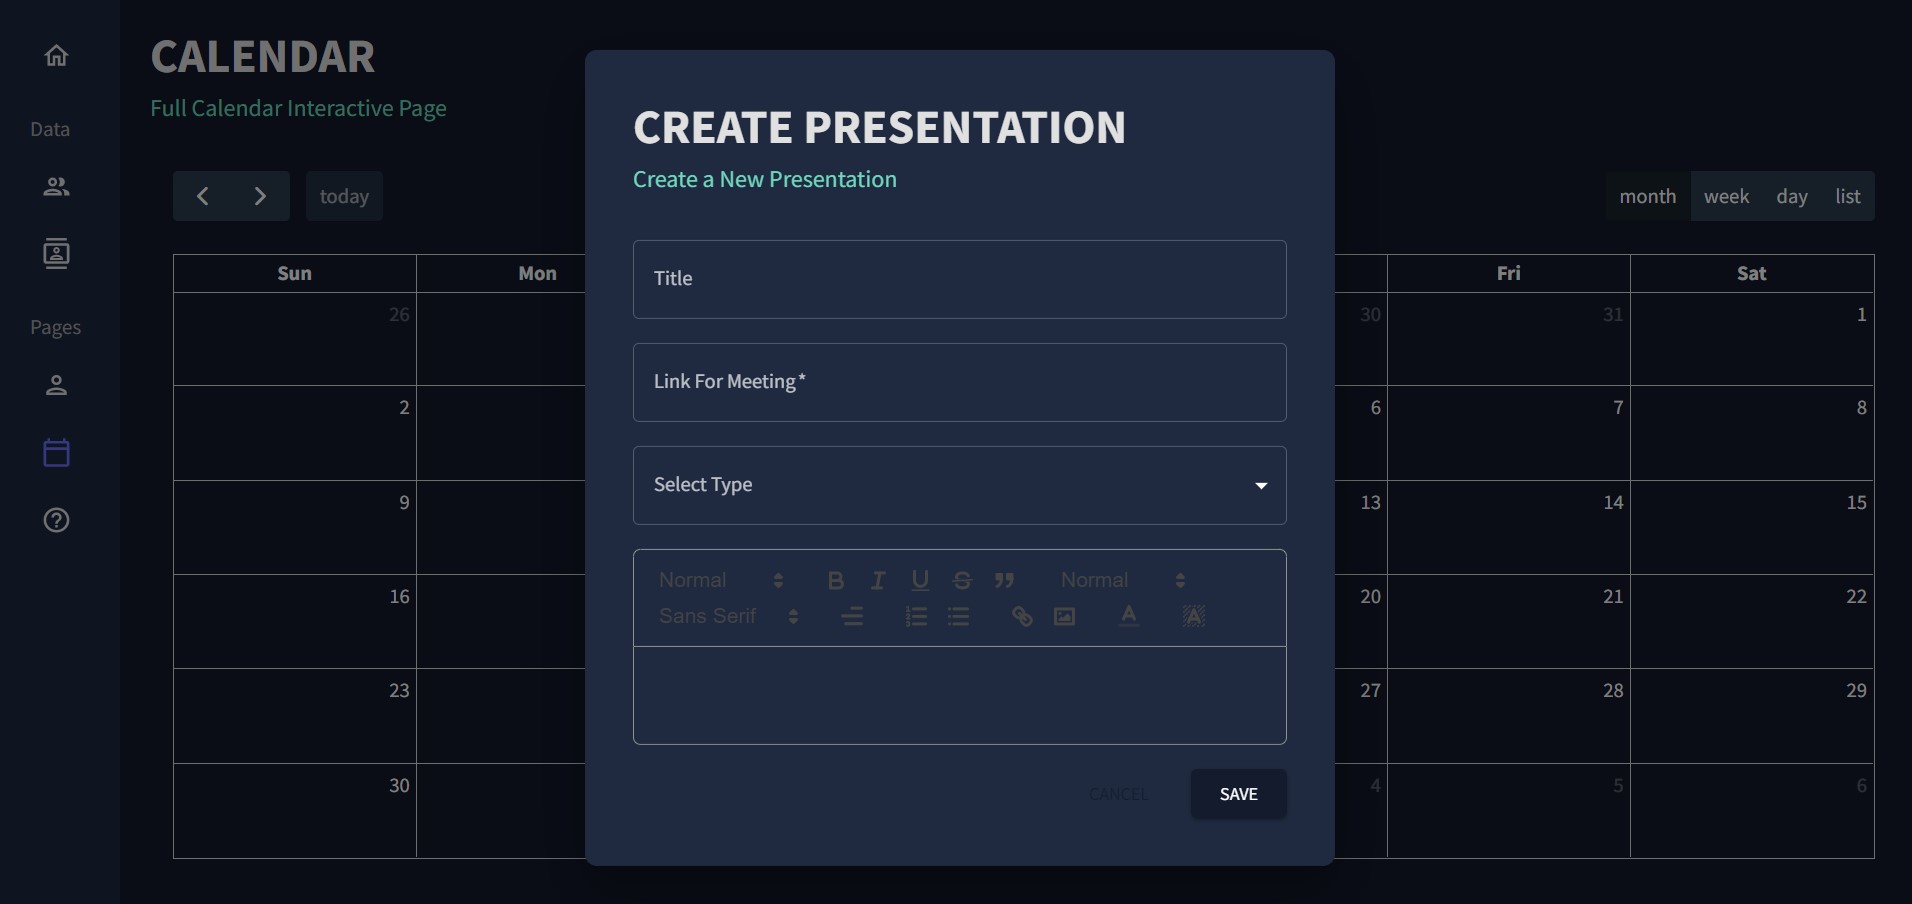 CALENDAR
Full Calendar Interactive Page
Data
Pages
today
month week day list
Sun Mon Fri Sat
26 30 31 1
2 6 7 8
9 13 14 15
16 20 21 22
23 27 28 29
30 4 5 6
CREATE PRESENTATION
Create a New Presentation
Title
Link For Meeting*
Select Type
Normal B I U S Normal
Sans Serif A A
CANCEL SAVE